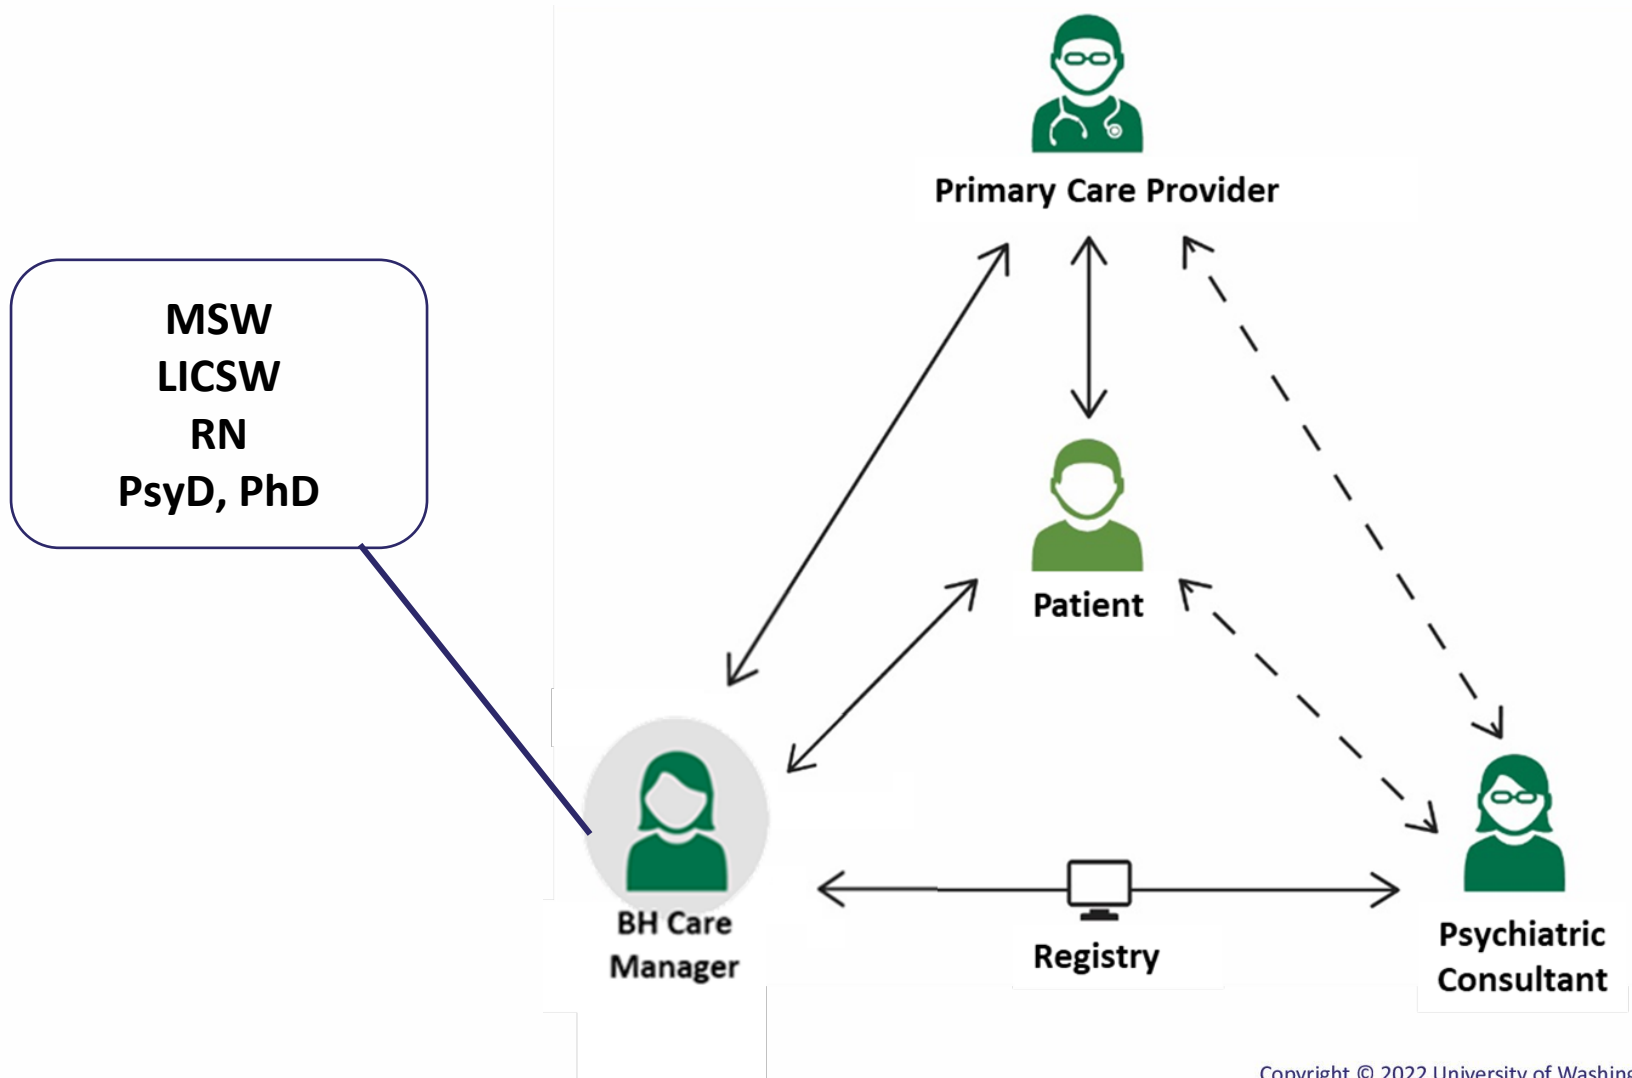 Primary Care Provider
MSW
LICSW
RN
PsyD, PhD
Patient
BH Care
Manager
Registry
Psychiatric
Consultant
Copyright © 2022 University of